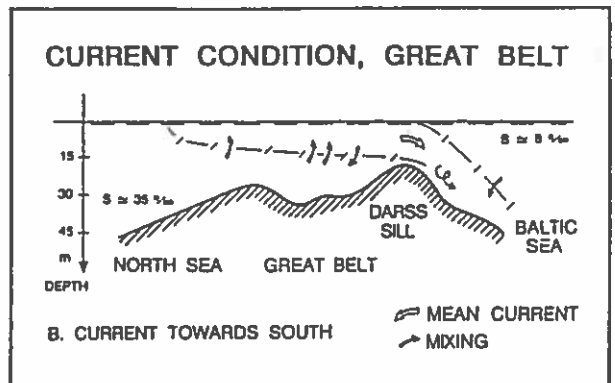 CURRENT CONDITION, GREAT BELT
S ≃ 8 ‰
15
30
S ≃ 35 ‰
45
m
DEPTH
DARSS
SILL
BALTIC
SEA
NORTH SEA
GREAT BELT
MEAN CURRENT
B. CURRENT TOWARDS SOUTH
MIXING